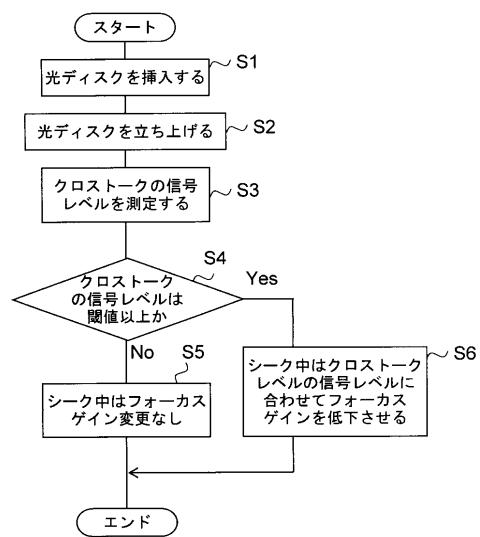 スタート
S1
光ディスクを挿入する
S2
光ディスクを立ち上げる
S3
クロストークの信号
レベルを測定する
S4
クロストーク
の信号レベルは
閾値以上か
Yes
No
S5
シーク中はフォーカス
ゲイン変更なし
S6
シーク中はクロストーク
レベルの信号レベルに
合わせてフォーカス
ゲインを低下させる
エンド